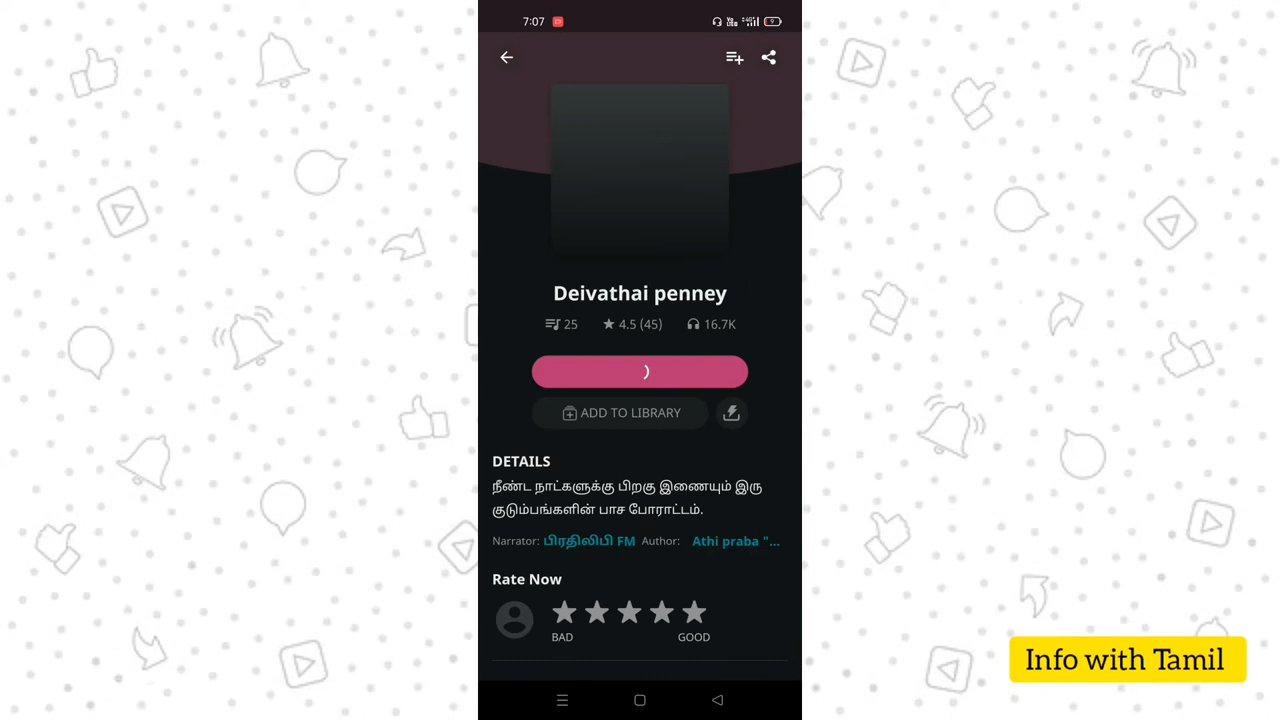 7:07
9
Deivathai penney
25 4.5 (45) 16.7K
ADD TO LIBRARY
DETAILS
நீண்ட நாட்களுக்கு பிறகு இணையும் இரு
குடும்பங்களின் பாச போராட்டம்.
Narrator: பிரதிலிபி FM Author: Athi praba "...
Rate Now
BAD GOOD
Info with Tamil